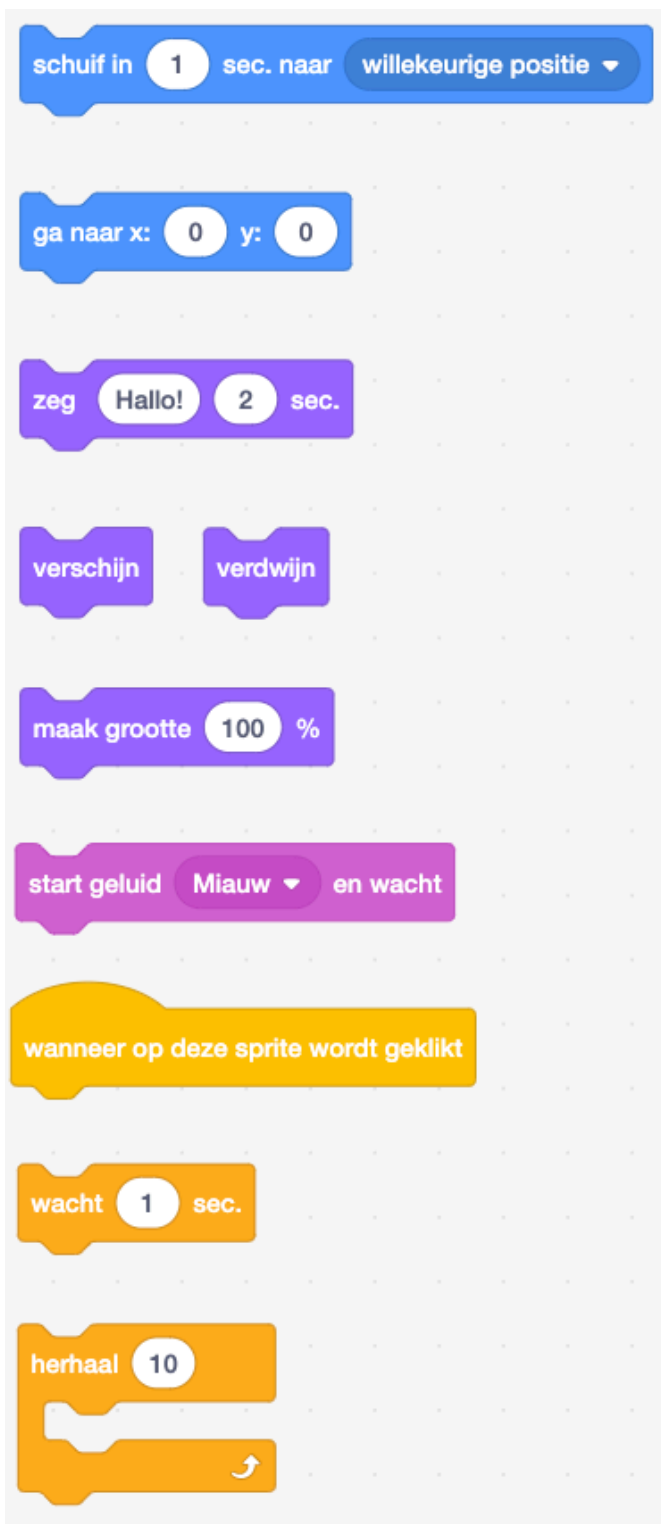 schuif in 1 sec. naar willekeurige positie
ga naar x: 0 y: 0
zeg Hallo! 2 sec.
verschijn verdwijn
maak grootte 100 %
start geluid Miauw en wacht
wanneer op deze sprite wordt geklikt
wacht 1 sec.
herhaal 10